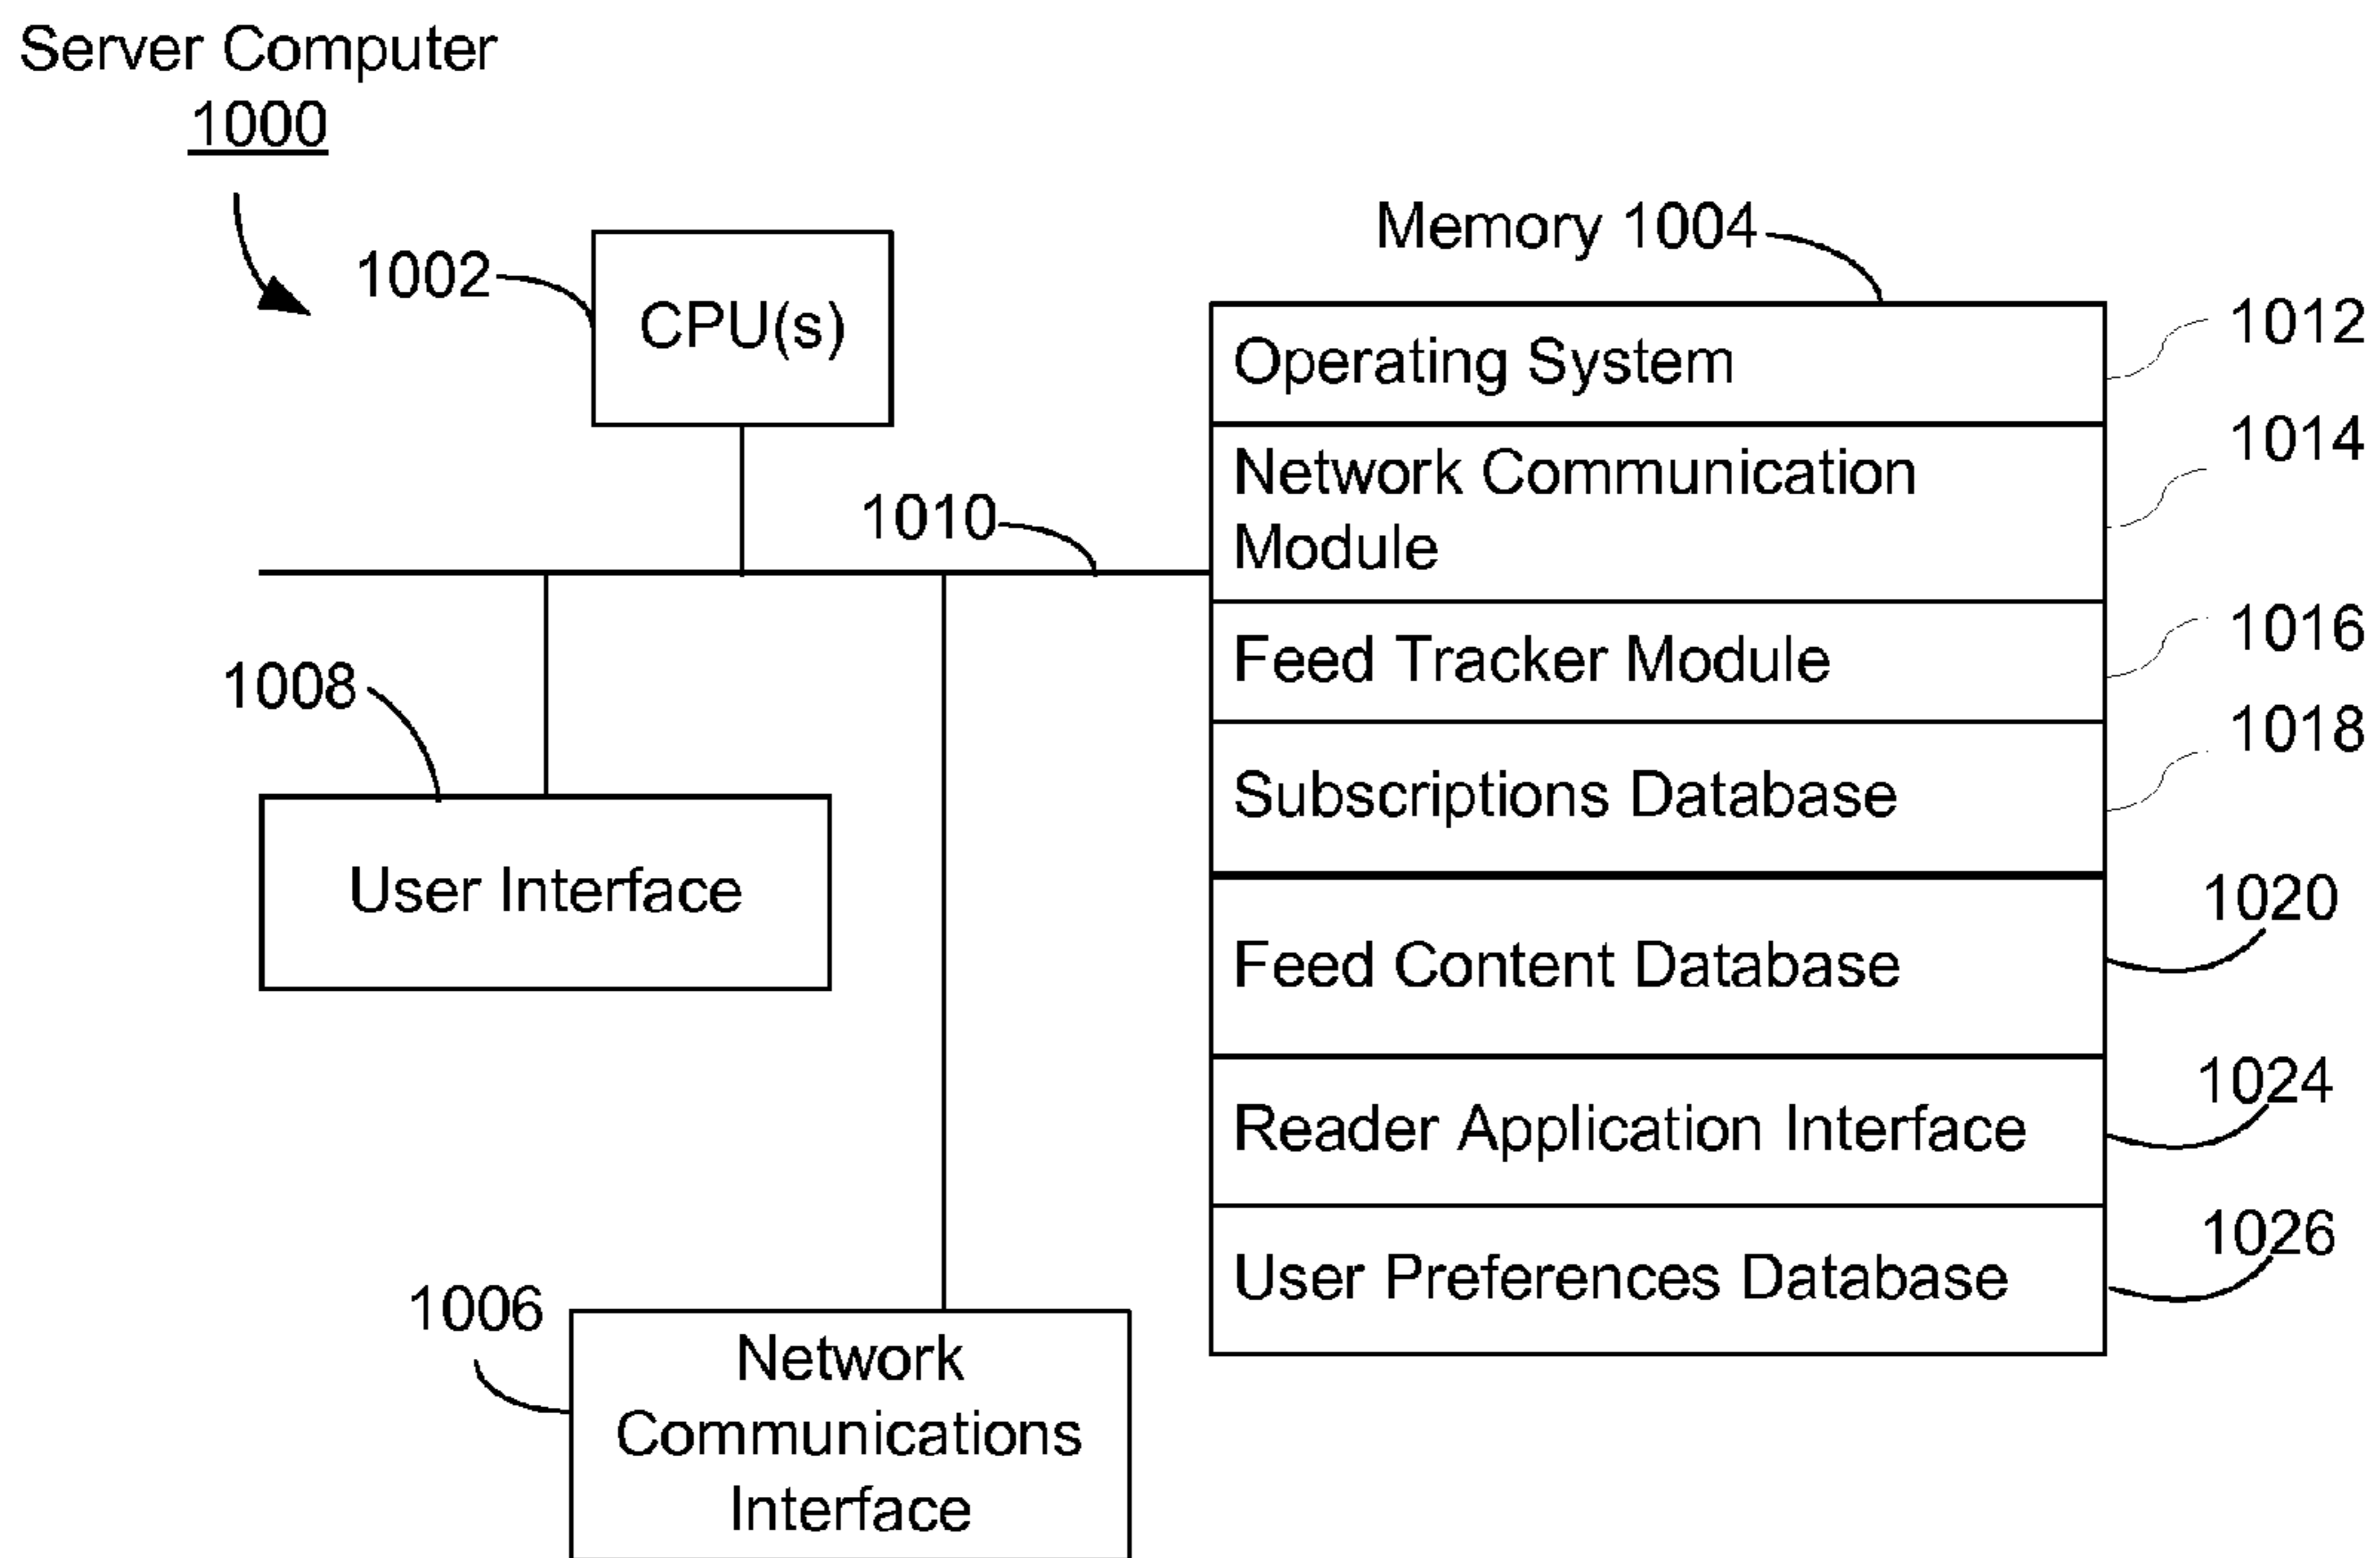 Server Computer
1000
1002
CPU(s)
Memory 1004
Operating System
1012
Network Communication
Module
1014
1010
Feed Tracker Module
1016
1008
Subscriptions Database
1018
User Interface
Feed Content Database
1020
Reader Application Interface
1024
User Preferences Database
1026
1006
Network
Communications
Interface